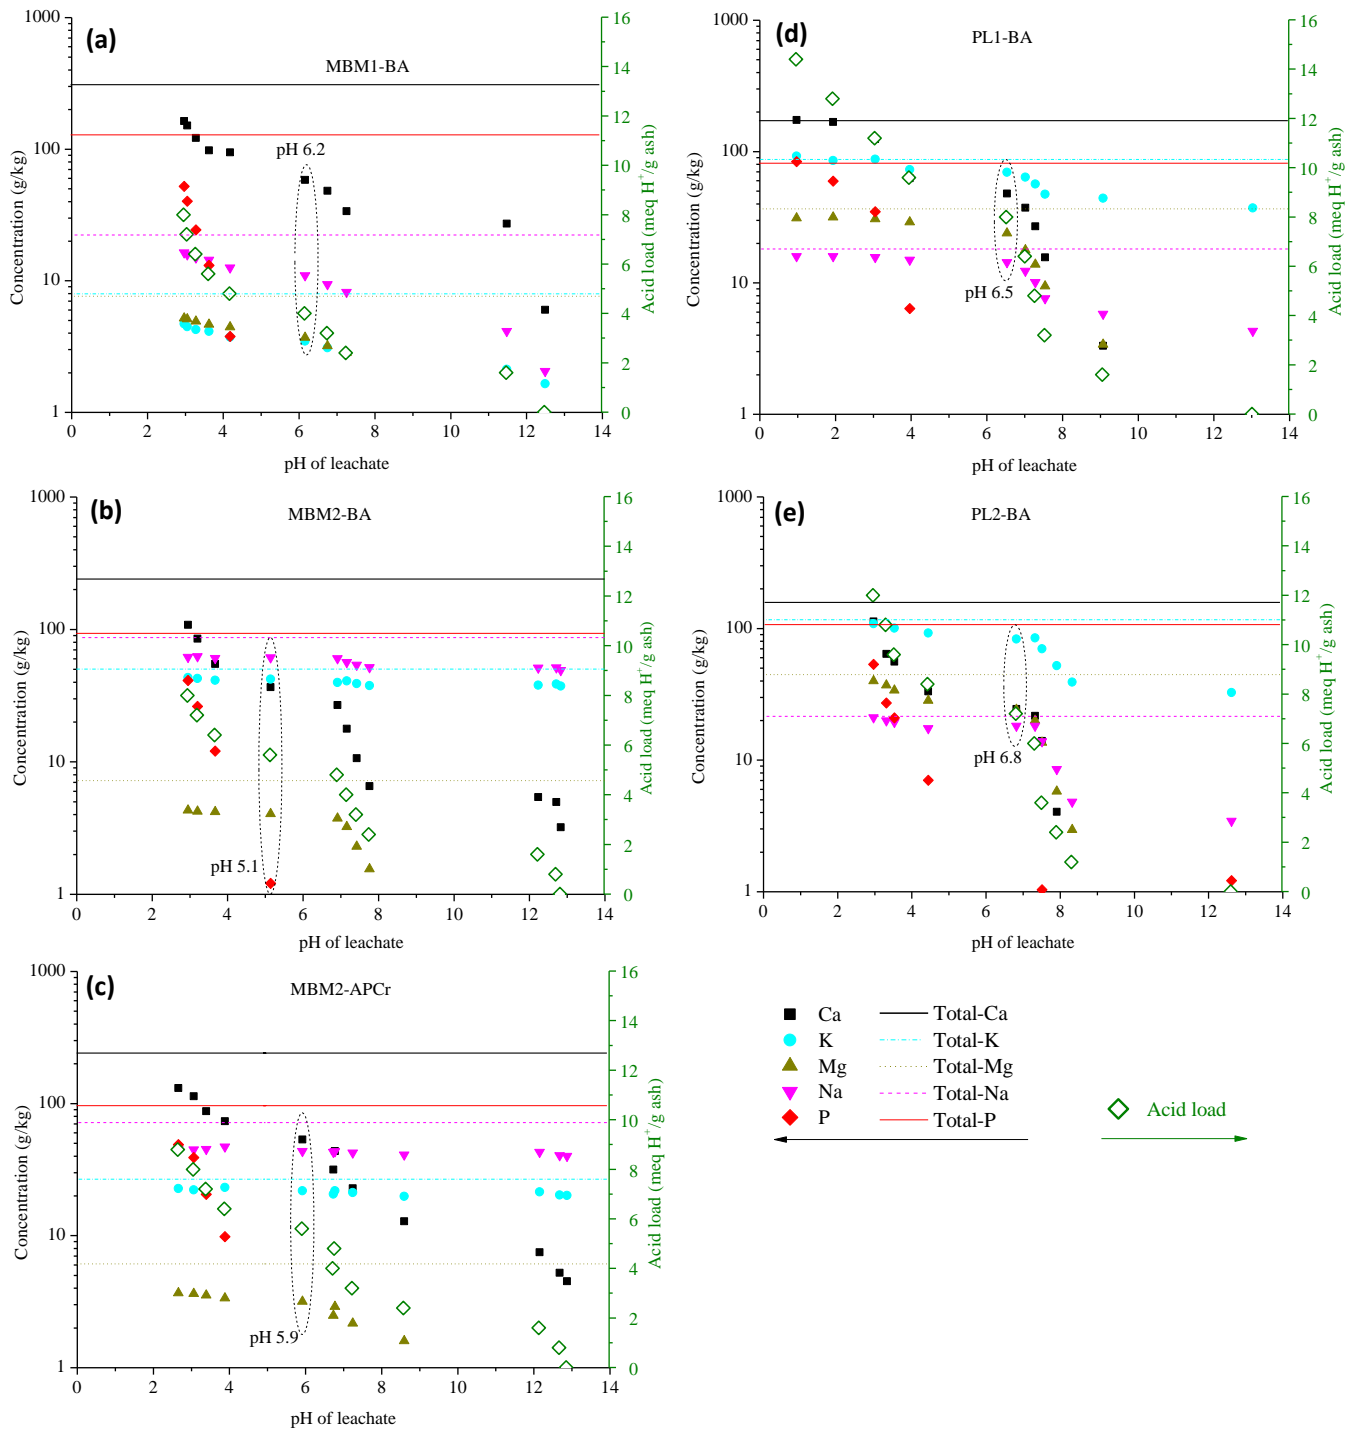 (a)
MBM1-BA
pH 6.2
1000
100
10
1
Concentration (g/kg)
0 2 4 6 8 10 12 14
pH of leachate
16
14
12
10
8
6
4
2
0
Acid load (meq H⁺/g ash)
(d)
PL1-BA
pH 6.5
1000
100
10
1
Concentration (g/kg)
0 2 4 6 8 10 12 14
pH of leachate
16
14
12
10
8
6
4
2
0
Acid load (meq H⁺/g ash)
(b)
MBM2-BA
pH 5.1
1000
100
10
1
Concentration (g/kg)
0 2 4 6 8 10 12 14
pH of leachate
16
14
12
10
8
6
4
2
0
Acid load (meq H⁺/g ash)
(e)
PL2-BA
pH 6.8
1000
100
10
1
Concentration (g/kg)
0 2 4 6 8 10 12 14
pH of leachate
16
14
12
10
8
6
4
2
0
Acid load (meq H⁺/g ash)
(c)
MBM2-APCr
pH 5.9
1000
100
10
1
Concentration (g/kg)
0 2 4 6 8 10 12 14
pH of leachate
16
14
12
10
8
6
4
2
0
Acid load (meq H⁺/g ash)
Ca Total-Ca
K Total-K
Mg Total-Mg
Na Total-Na
P Total-P
Acid load